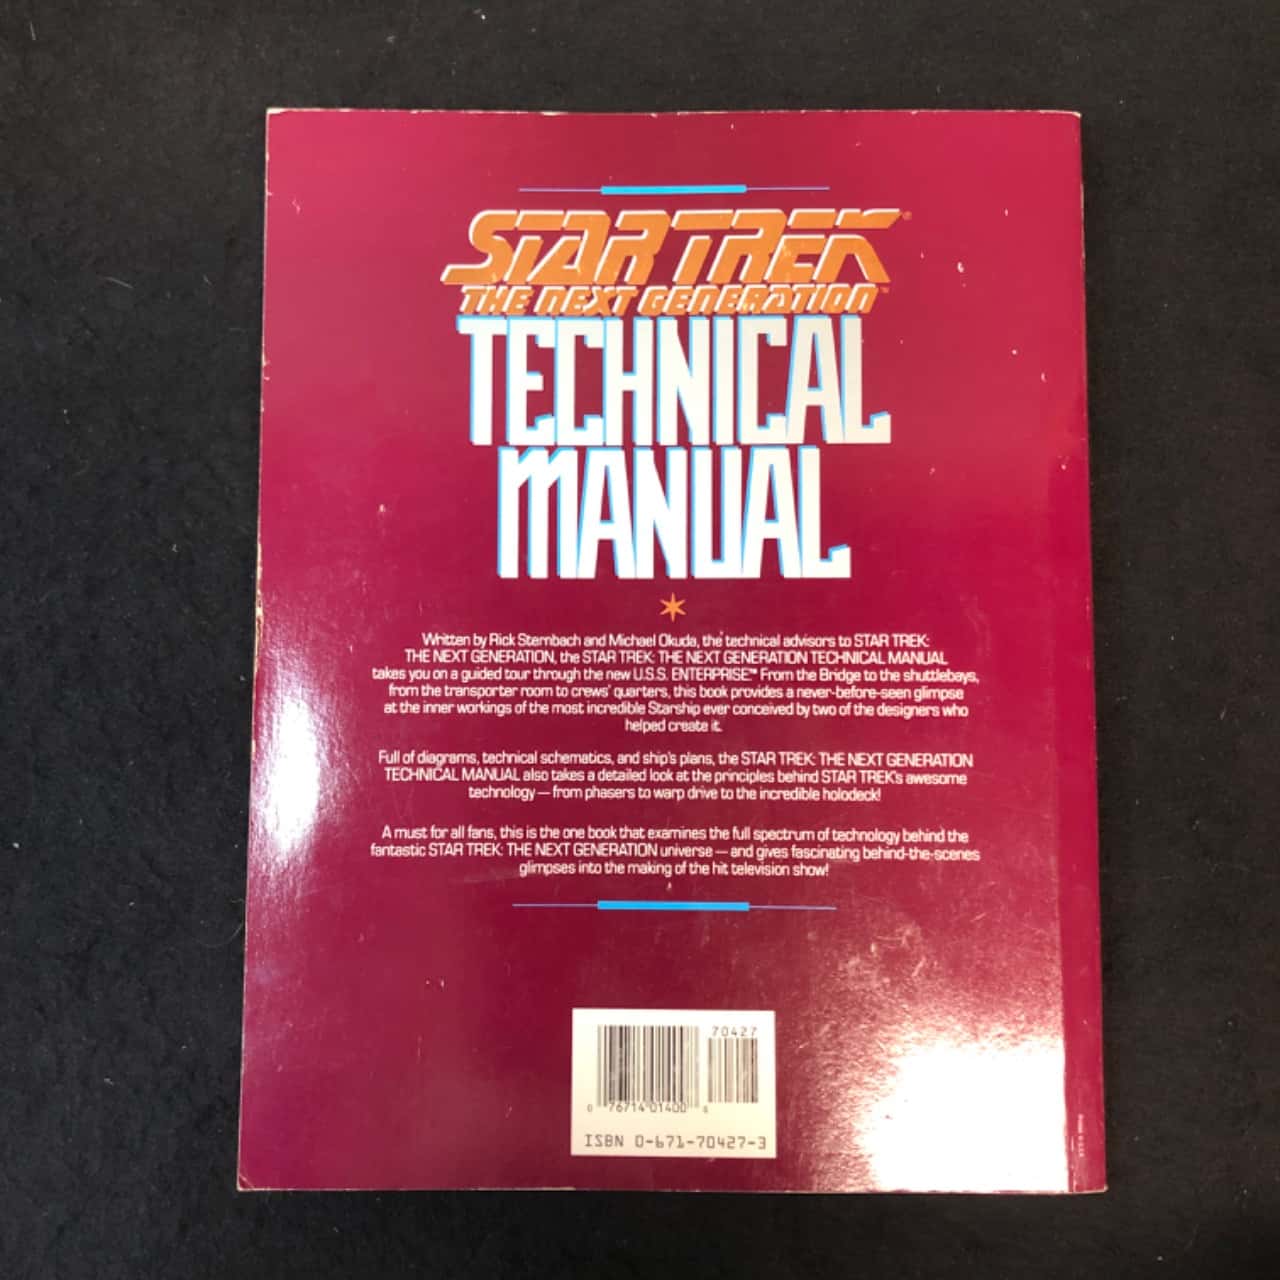 STAR TREK®
THE NEXT GENERATION™
TECHNICAL
MANUAL
Written by Rick Sternbach and Michael Okuda, the technical advisors to STAR TREK:
THE NEXT GENERATION, the STAR TREK: THE NEXT GENERATION TECHNICAL MANUAL
takes you on a guided tour through the new U.S.S. ENTERPRISE.™ From the Bridge to the shuttlebays,
from the transporter room to crews' quarters, this book provides a never-before-seen glimpse
at the inner workings of the most incredible Starship ever conceived by two of the designers who
helped create it.
Full of diagrams, technical schematics, and ship's plans, the STAR TREK: THE NEXT GENERATION
TECHNICAL MANUAL also takes a detailed look at the principles behind STAR TREK's awesome
technology — from phasers to warp drive to the incredible holodeck!
A must for all fans, this is the one book that examines the full spectrum of technology behind the
fantastic STAR TREK: THE NEXT GENERATION universe — and gives fascinating behind-the-scenes
glimpses into the making of the hit television show!
70427
0 76714 01400 6
ISBN 0-671-70427-3